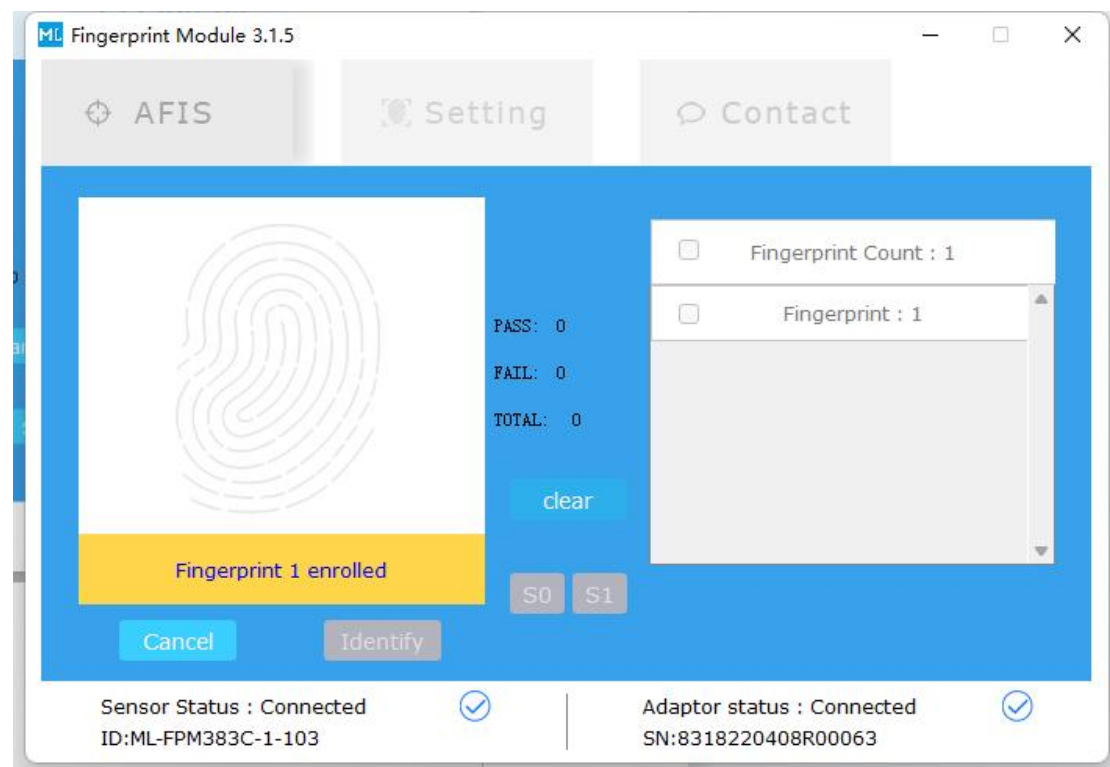 ML Fingerprint Module 3.1.5
AFIS
Setting
Contact
Fingerprint Count : 1
Fingerprint : 1
PASS: 0
FAIL: 0
TOTAL: 0
clear
Fingerprint 1 enrolled
S0 S1
Cancel
Identify
Sensor Status : Connected
ID:ML-FPM383C-1-103
Adaptor status : Connected
SN:8318220408R00063